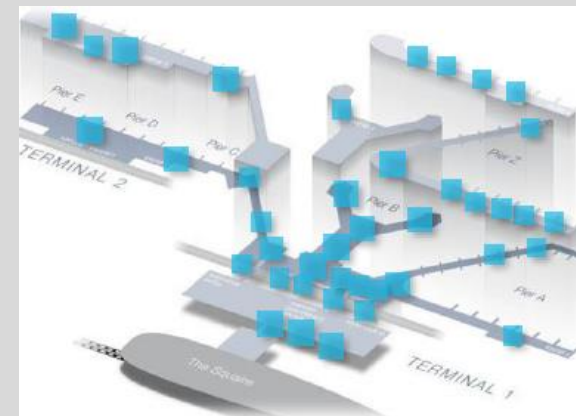 Pier E
Pier D
Pier C
TERMINAL 2
Pier Z
Pier B
Pier A
TERMINAL 1
The Square